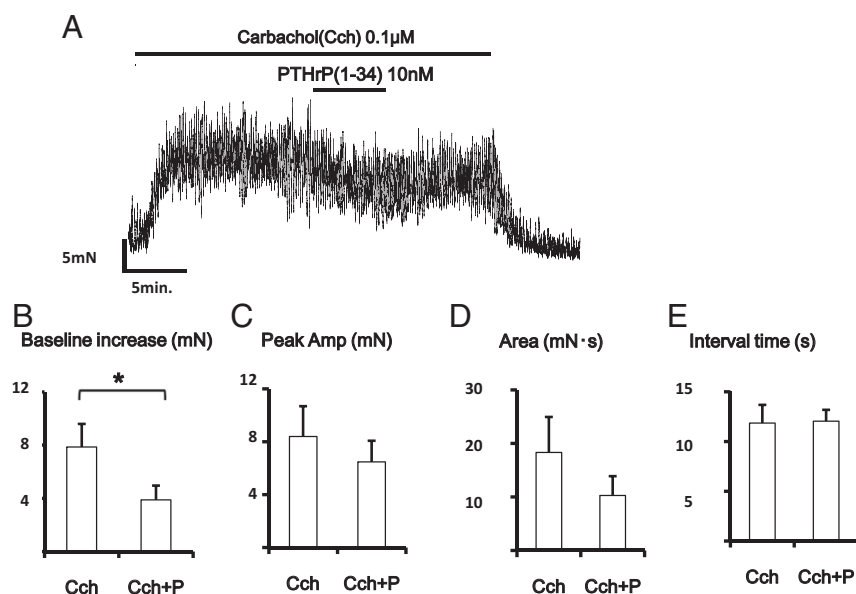 A
Carbachol(Cch) 0.1μM
PTHrP(1-34) 10nM
5mN
5min.
B
Baseline increase (mN)
12
8
4
*
Cch
Cch+P
C
Peak Amp (mN)
12
8
4
Cch
Cch+P
D
Area (mN·s)
30
20
10
Cch
Cch+P
E
Interval time (s)
15
10
5
Cch
Cch+P